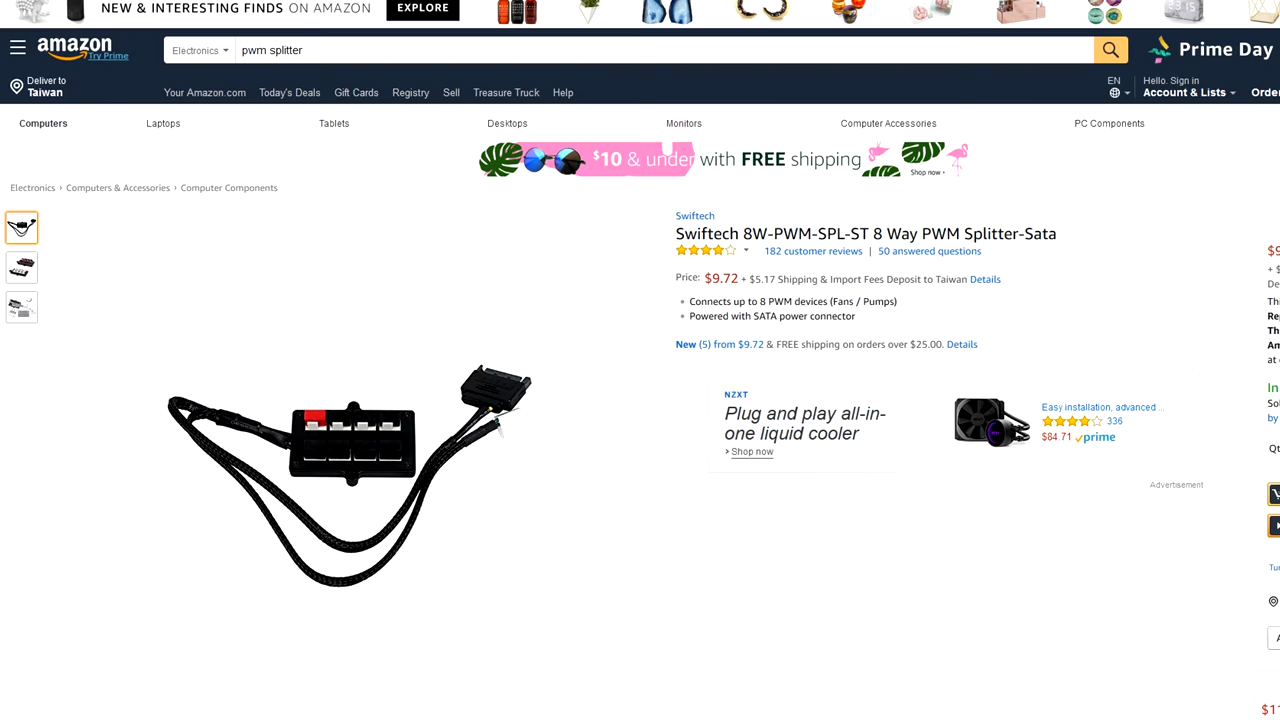 NEW & INTERESTING FINDS ON AMAZON
EXPLORE
amazon
Try Prime
Electronics
pwm splitter
Prime Day
Deliver to
Taiwan
Your Amazon.com
Today's Deals
Gift Cards
Registry
Sell
Treasure Truck
Help
EN
Hello. Sign in
Account & Lists
Computers
Laptops
Tablets
Desktops
Monitors
Computer Accessories
PC Components
$10 & under with FREE shipping
Shop now ›
Electronics › Computers & Accessories › Computer Components
Swiftech
Swiftech 8W-PWM-SPL-ST 8 Way PWM Splitter-Sata
182 customer reviews | 50 answered questions
Price: $9.72 + $5.17 Shipping & Import Fees Deposit to Taiwan Details
• Connects up to 8 PWM devices (Fans / Pumps)
• Powered with SATA power connector
New (5) from $9.72 & FREE shipping on orders over $25.00. Details
NZXT
Plug and play all-in-
one liquid cooler
› Shop now
Easy installation, advanced ...
336
$84.71 prime
Advertisement
by